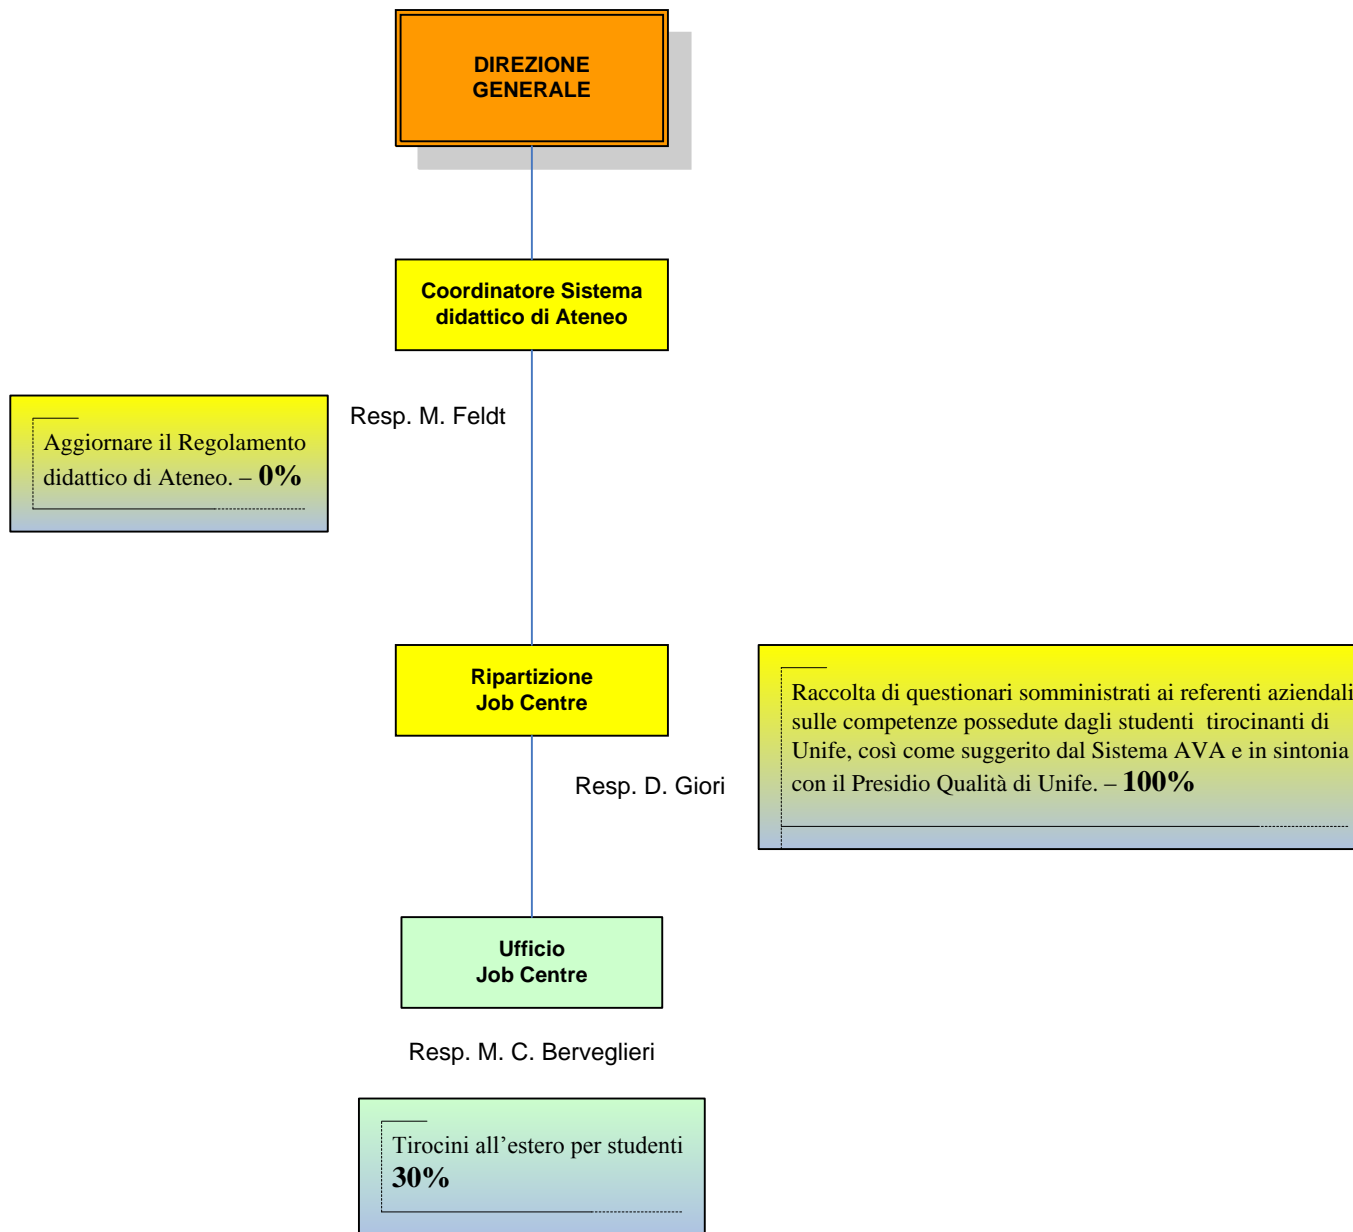 DIREZIONE
GENERALE
Coordinatore Sistema
didattico di Ateneo
Resp. M. Feldt
Aggiornare il Regolamento
didattico di Ateneo. – 0%
Ripartizione
Job Centre
Resp. D. Giori
Raccolta di questionari somministrati ai referenti aziendali
sulle competenze possedute dagli studenti  tirocinanti di
Unife, così come suggerito dal Sistema AVA e in sintonia
con il Presidio Qualità di Unife. – 100%
Ufficio
Job Centre
Resp. M. C. Berveglieri
Tirocini all’estero per studenti
30%